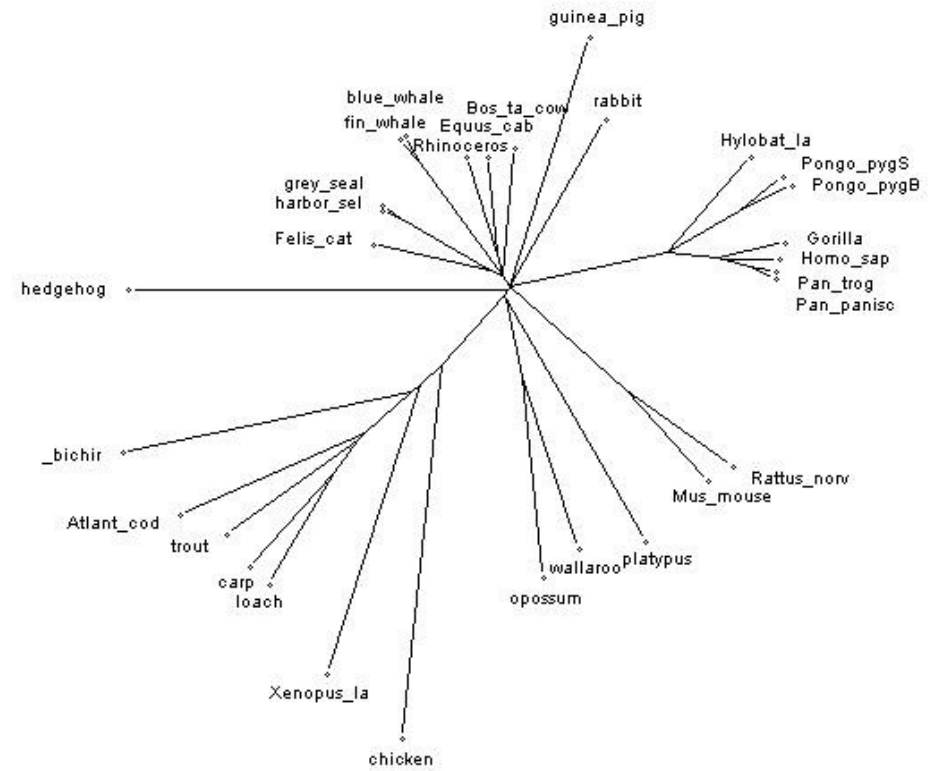 guinea_pig
blue_whale
Bos_ta_cow
rabbit
fin_whale
Equus_cab
Rhinoceros
Hylobat_la
Pongo_pygS
Pongo_pygB
grey_seal
harbor_sel
Felis_cat
Gorilla
Homo_sap
Pan_trog
Pan_panisc
hedgehog
_bichir
Rattus_norv
Mus_mouse
Atlant_cod
trout
platypus
wallaroo
carp
loach
opossum
Xenopus_la
chicken